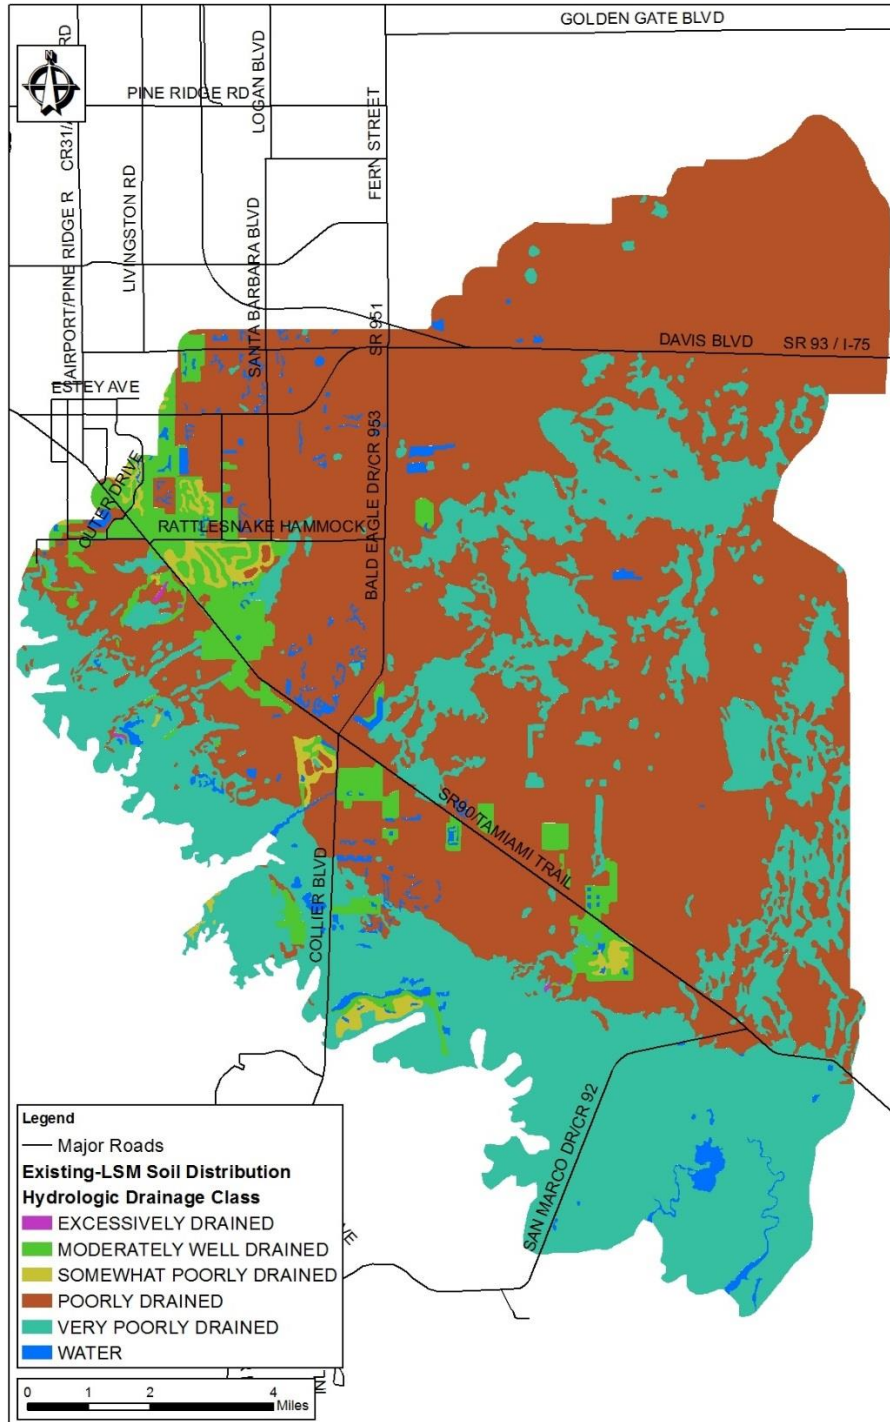 GOLDEN GATE BLVD
PINE RIDGE RD
LOGAN BLVD
CR31/
RD
FERN STREET
AIRPORT/PINE RIDGE R
LIVINGSTON RD
SANTA BARBARA BLVD
SR 951
DAVIS BLVD
SR 93 / I-75
ESTEY AVE
OUTER DRIVE
BALD EAGLE DR/CR 953
RATTLESNAKE HAMMOCK
SR90/TAMIAMI TRAIL
COLLIER BLVD
SAN MARCO DR/CR 92
N
Legend
Major Roads
Existing-LSM Soil Distribution
Hydrologic Drainage Class
EXCESSIVELY DRAINED
MODERATELY WELL DRAINED
SOMEWHAT POORLY DRAINED
POORLY DRAINED
VERY POORLY DRAINED
WATER
0 1 2 4
Miles